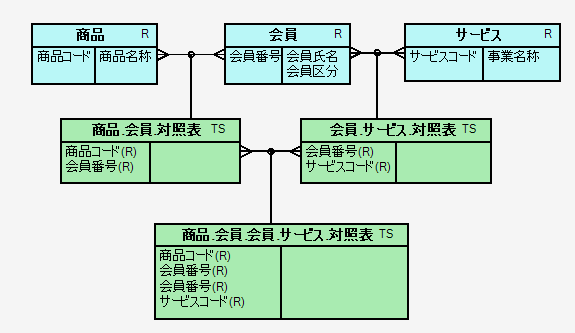 商品 R
商品コード 商品名称
会員 R
会員番号 会員氏名
会員区分
サービス R
サービスコード 事業名称
商品.会員.対照表 TS
商品コード(R)
会員番号(R)
会員.サービス.対照表 TS
会員番号(R)
サービスコード(R)
商品.会員.会員.サービス.対照表 TS
商品コード(R)
会員番号(R)
会員番号(R)
サービスコード(R)